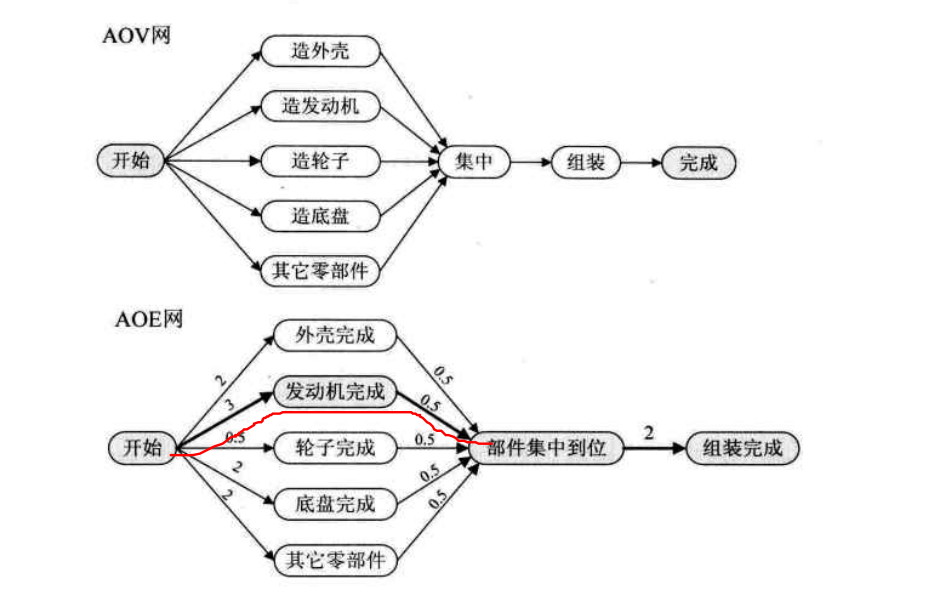 AOV网
造外壳
造发动机
开始 造轮子 集中 组装 完成
造底盘
其它零部件
AOE网
外壳完成
2 0.5
发动机完成
3 0.5
开始 0.5 轮子完成 0.5 部件集中到位 2 组装完成
2 底盘完成 0.5
2 0.5
其它零部件